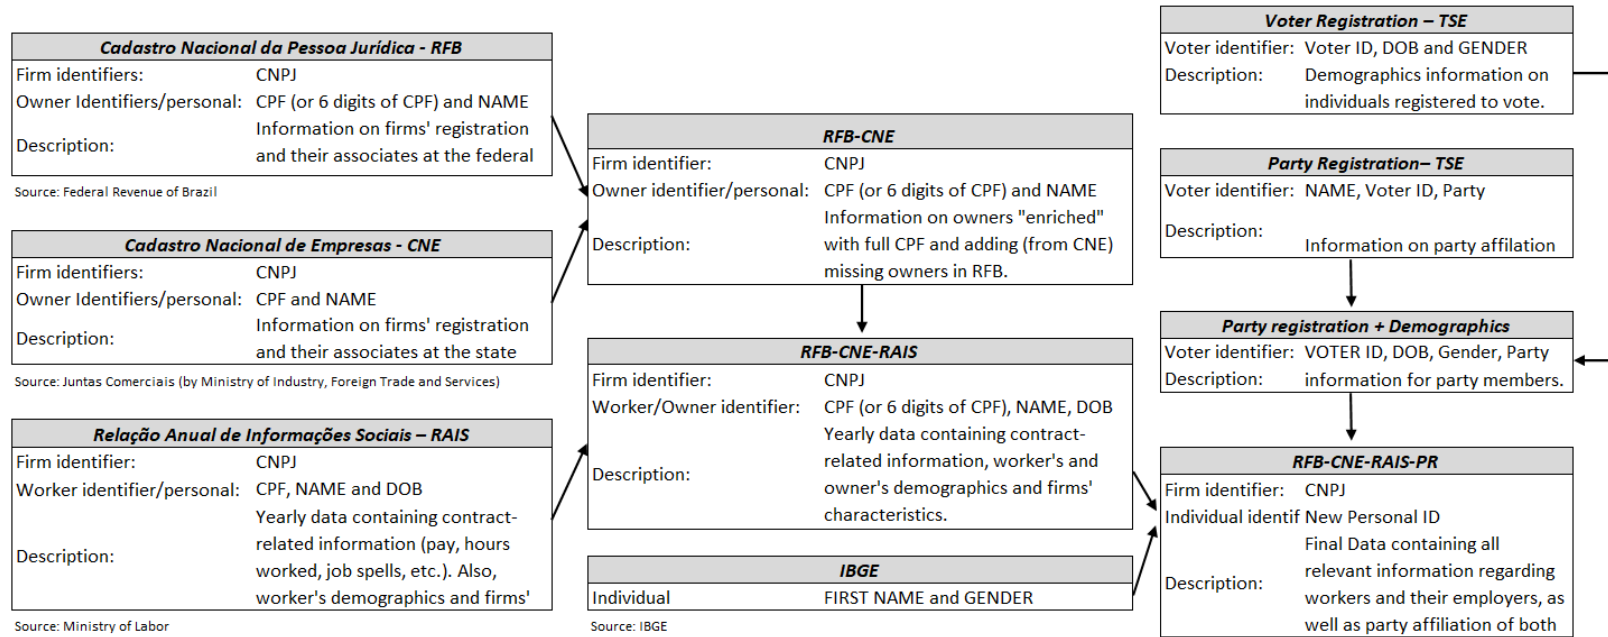 Cadastro Nacional da Pessoa Jurídica - RFB
Firm identifiers: CNPJ
Owner Identifiers/personal: CPF (or 6 digits of CPF) and NAME
Description: Information on firms' registration
and their associates at the federal
Source: Federal Revenue of Brazil
Cadastro Nacional de Empresas - CNE
Firm identifiers: CNPJ
Owner Identifiers/personal: CPF and NAME
Description: Information on firms' registration
and their associates at the state
Source: Juntas Comerciais (by Ministry of Industry, Foreign Trade and Services)
Relação Anual de Informações Sociais – RAIS
Firm identifier: CNPJ
Worker identifier/personal: CPF, NAME and DOB
Yearly data containing contract-
related information (pay, hours
Description: worked, job spells, etc.). Also,
worker's demographics and firms'
Source: Ministry of Labor
RFB-CNE
Firm identifier: CNPJ
Owner identifier/personal: CPF (or 6 digits of CPF) and NAME
Information on owners "enriched"
Description: with full CPF and adding (from CNE)
missing owners in RFB.
RFB-CNE-RAIS
Firm identifier: CNPJ
Worker/Owner identifier: CPF (or 6 digits of CPF), NAME, DOB
Yearly data containing contract-
related information, worker's and
Description: owner's demographics and firms'
characteristics.
IBGE
Individual FIRST NAME and GENDER
Source: IBGE
Voter Registration – TSE
Voter identifier: Voter ID, DOB and GENDER
Description: Demographics information on
individuals registered to vote.
Party Registration– TSE
Voter identifier: NAME, Voter ID, Party
Description:
Information on party affilation
Party registration + Demographics
Voter identifier: VOTER ID, DOB, Gender, Party
Description: information for party members.
RFB-CNE-RAIS-PR
Firm identifier: CNPJ
Individual identif New Personal ID
Final Data containing all
relevant information regarding
Description: workers and their employers, as
well as party affiliation of both